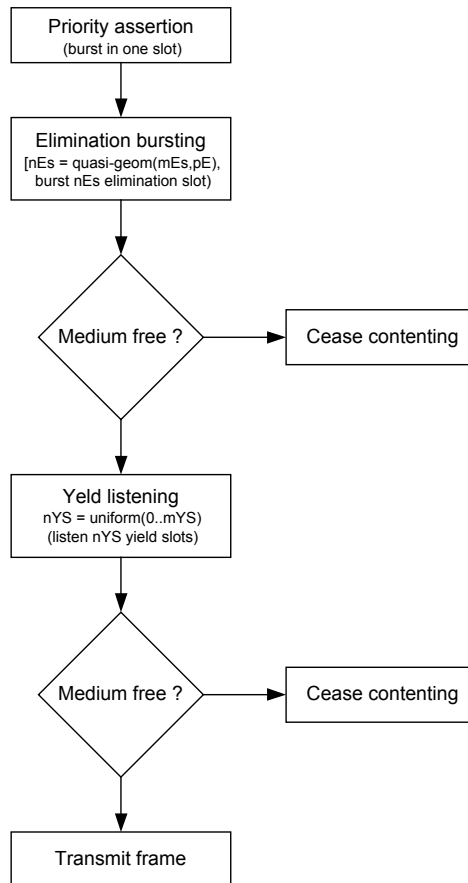 Priority assertion
(burst in one slot)
Elimination bursting
[nEs = quasi-geom(mEs,pE),
burst nEs elimination slot)
Medium free ?
Cease contenting
Yeld listening
nYS = uniform(0..mYS)
(listen nYS yield slots)
Medium free ?
Cease contenting
Transmit frame